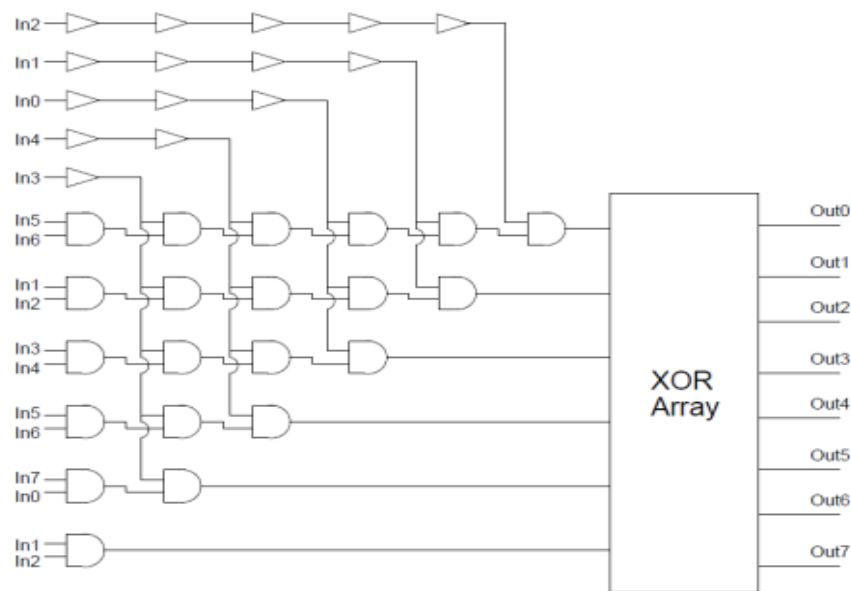 In2
In1
In0
In4
In3
In5
In6
In1
In2
In3
In4
In5
In6
In7
In0
In1
In2
XOR
Array
Out0
Out1
Out2
Out3
Out4
Out5
Out6
Out7